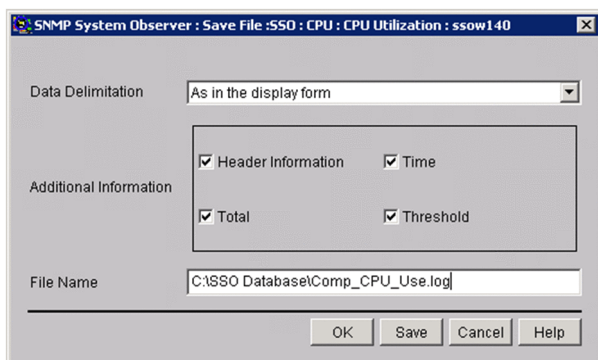 SNMP System Observer : Save File :SSO : CPU : CPU Utilization : ssow140
Data Delimitation
As in the display form
Additional Information
Header Information
Time
Total
Threshold
File Name
C:\SSO Database\Comp_CPU_Use.log
OK
Save
Cancel
Help